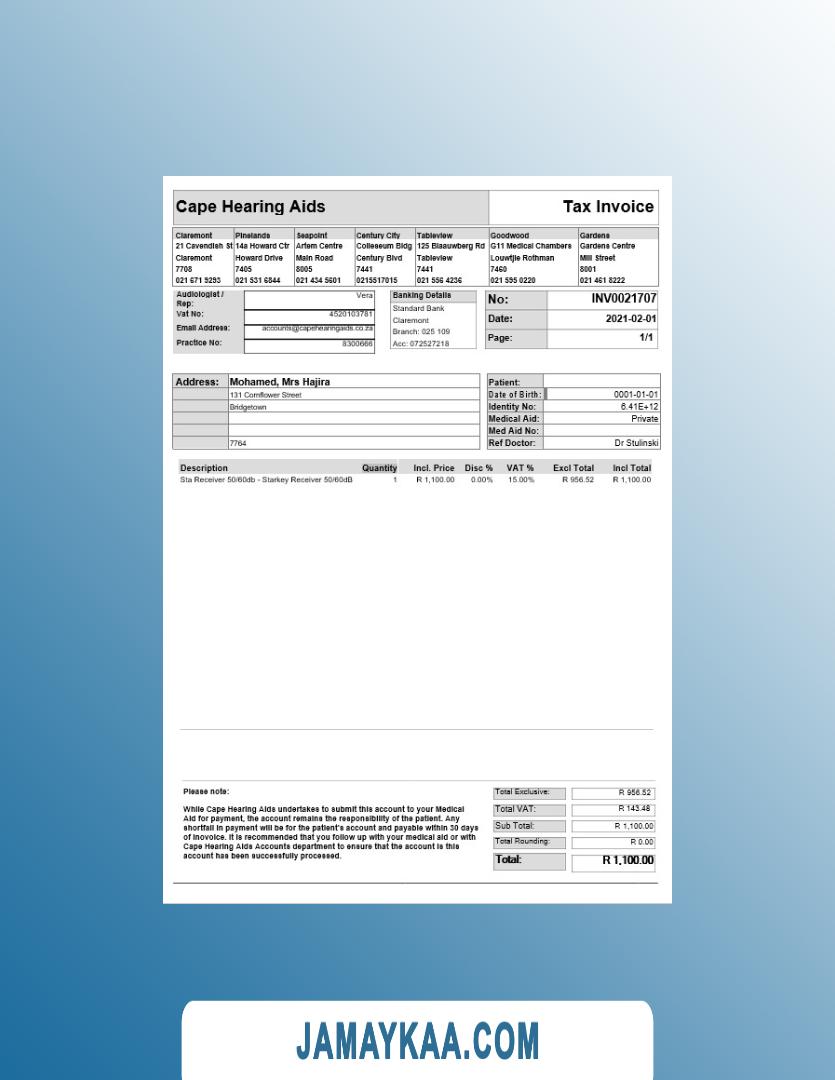 Cape Hearing Aids Tax Invoice
Claremont Pinelands Seapoint Century City Tableview Goodwood Gardens
21 Cavendish St 14a Howard Ctr Artem Centre Colleseum Bldg 125 Blaauwberg Rd G11 Medical Chambers Gardens Centre
Claremont Howard Drive Main Road Century Blvd Tableview Louwtjie Rothman Mill Street
7708 7405 8005 7441 7441 7460 8001
021 671 9293 021 531 6844 021 434 5601 0215517015 021 556 4236 021 595 0220 021 461 8222
Audiologist / Rep: Vera
Vat No: 4520103781
Email Address: accounts@capehearingaids.co.za
Practice No: 8300666
Banking Details
Standard Bank
Claremont
Branch: 025 109
Acc: 072527218
No: INV0021707
Date: 2021-02-01
Page: 1/1
Address: Mohamed, Mrs Hajira
131 Cornflower Street
Bridgetown
7764
Patient:
Date of Birth: 0001-01-01
Identity No: 6.41E+12
Medical Aid: Private
Med Aid No:
Ref Doctor: Dr Stulinski
Description Quantity Incl. Price Disc % VAT % Excl Total Incl Total
Sta Receiver 50/60db - Starkey Receiver 50/60dB 1 R 1,100.00 0.00% 15.00% R 956.52 R 1,100.00
Please note:
While Cape Hearing Aids undertakes to submit this account to your Medical
Aid for payment, the account remains the responsibility of the patient. Any
shortfall in payment will be for the patient's account and payable within 30 days
of inovoice. It is recommended that you follow up with your medical aid or with
Cape Hearing Aids Accounts department to ensure that the account is this
account has been successfully processed.
Total Exclusive: R 956.52
Total VAT: R 143.48
Sub Total: R 1,100.00
Total Rounding: R 0.00
Total: R 1,100.00
JAMAYKAA.COM